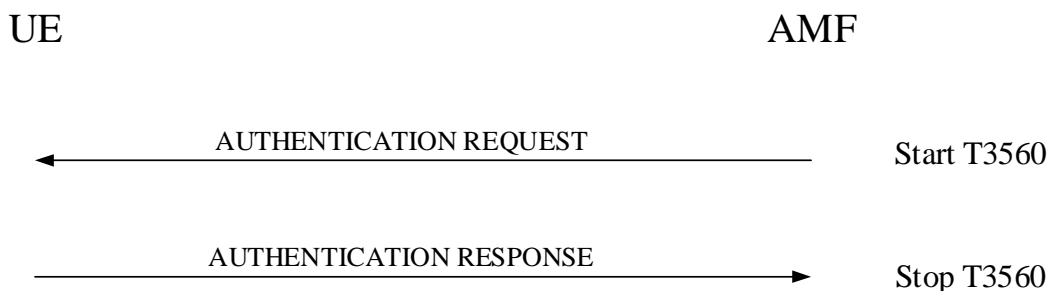 UE AMF
AUTHENTICATION REQUEST Start T3560
AUTHENTICATION RESPONSE Stop T3560